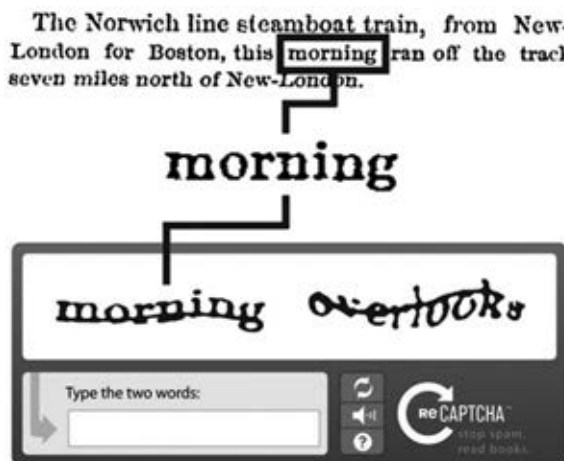 The Norwich line steamboat train, from New-
London for Boston, this morning ran off the track
seven miles north of New-London.
morning
morning overlooks
Type the two words:
reCAPTCHA™
stop spam.
read books.